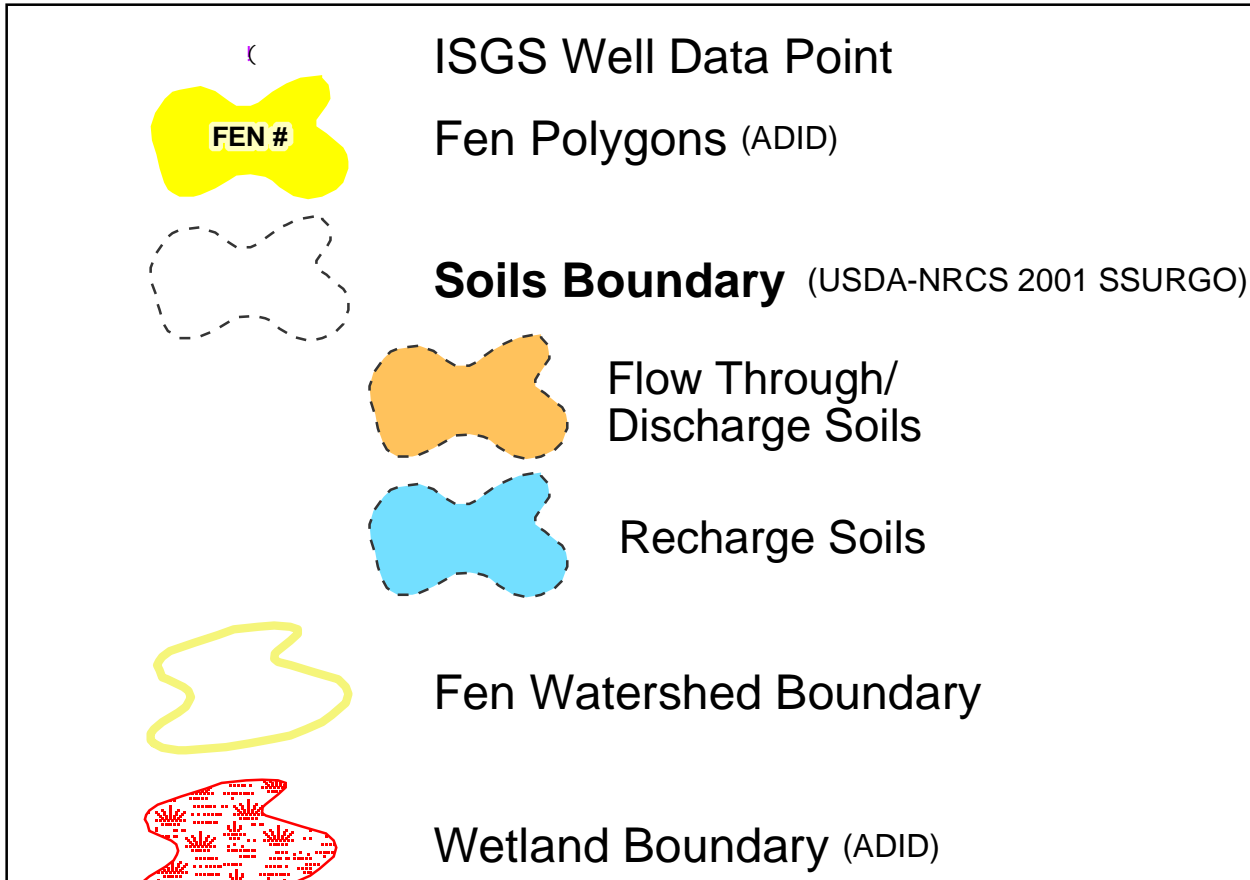 ISGS Well Data Point
FEN #
Fen Polygons (ADID)
Soils Boundary (USDA-NRCS 2001 SSURGO)
Flow Through/
Discharge Soils
Recharge Soils
Fen Watershed Boundary
Wetland Boundary (ADID)